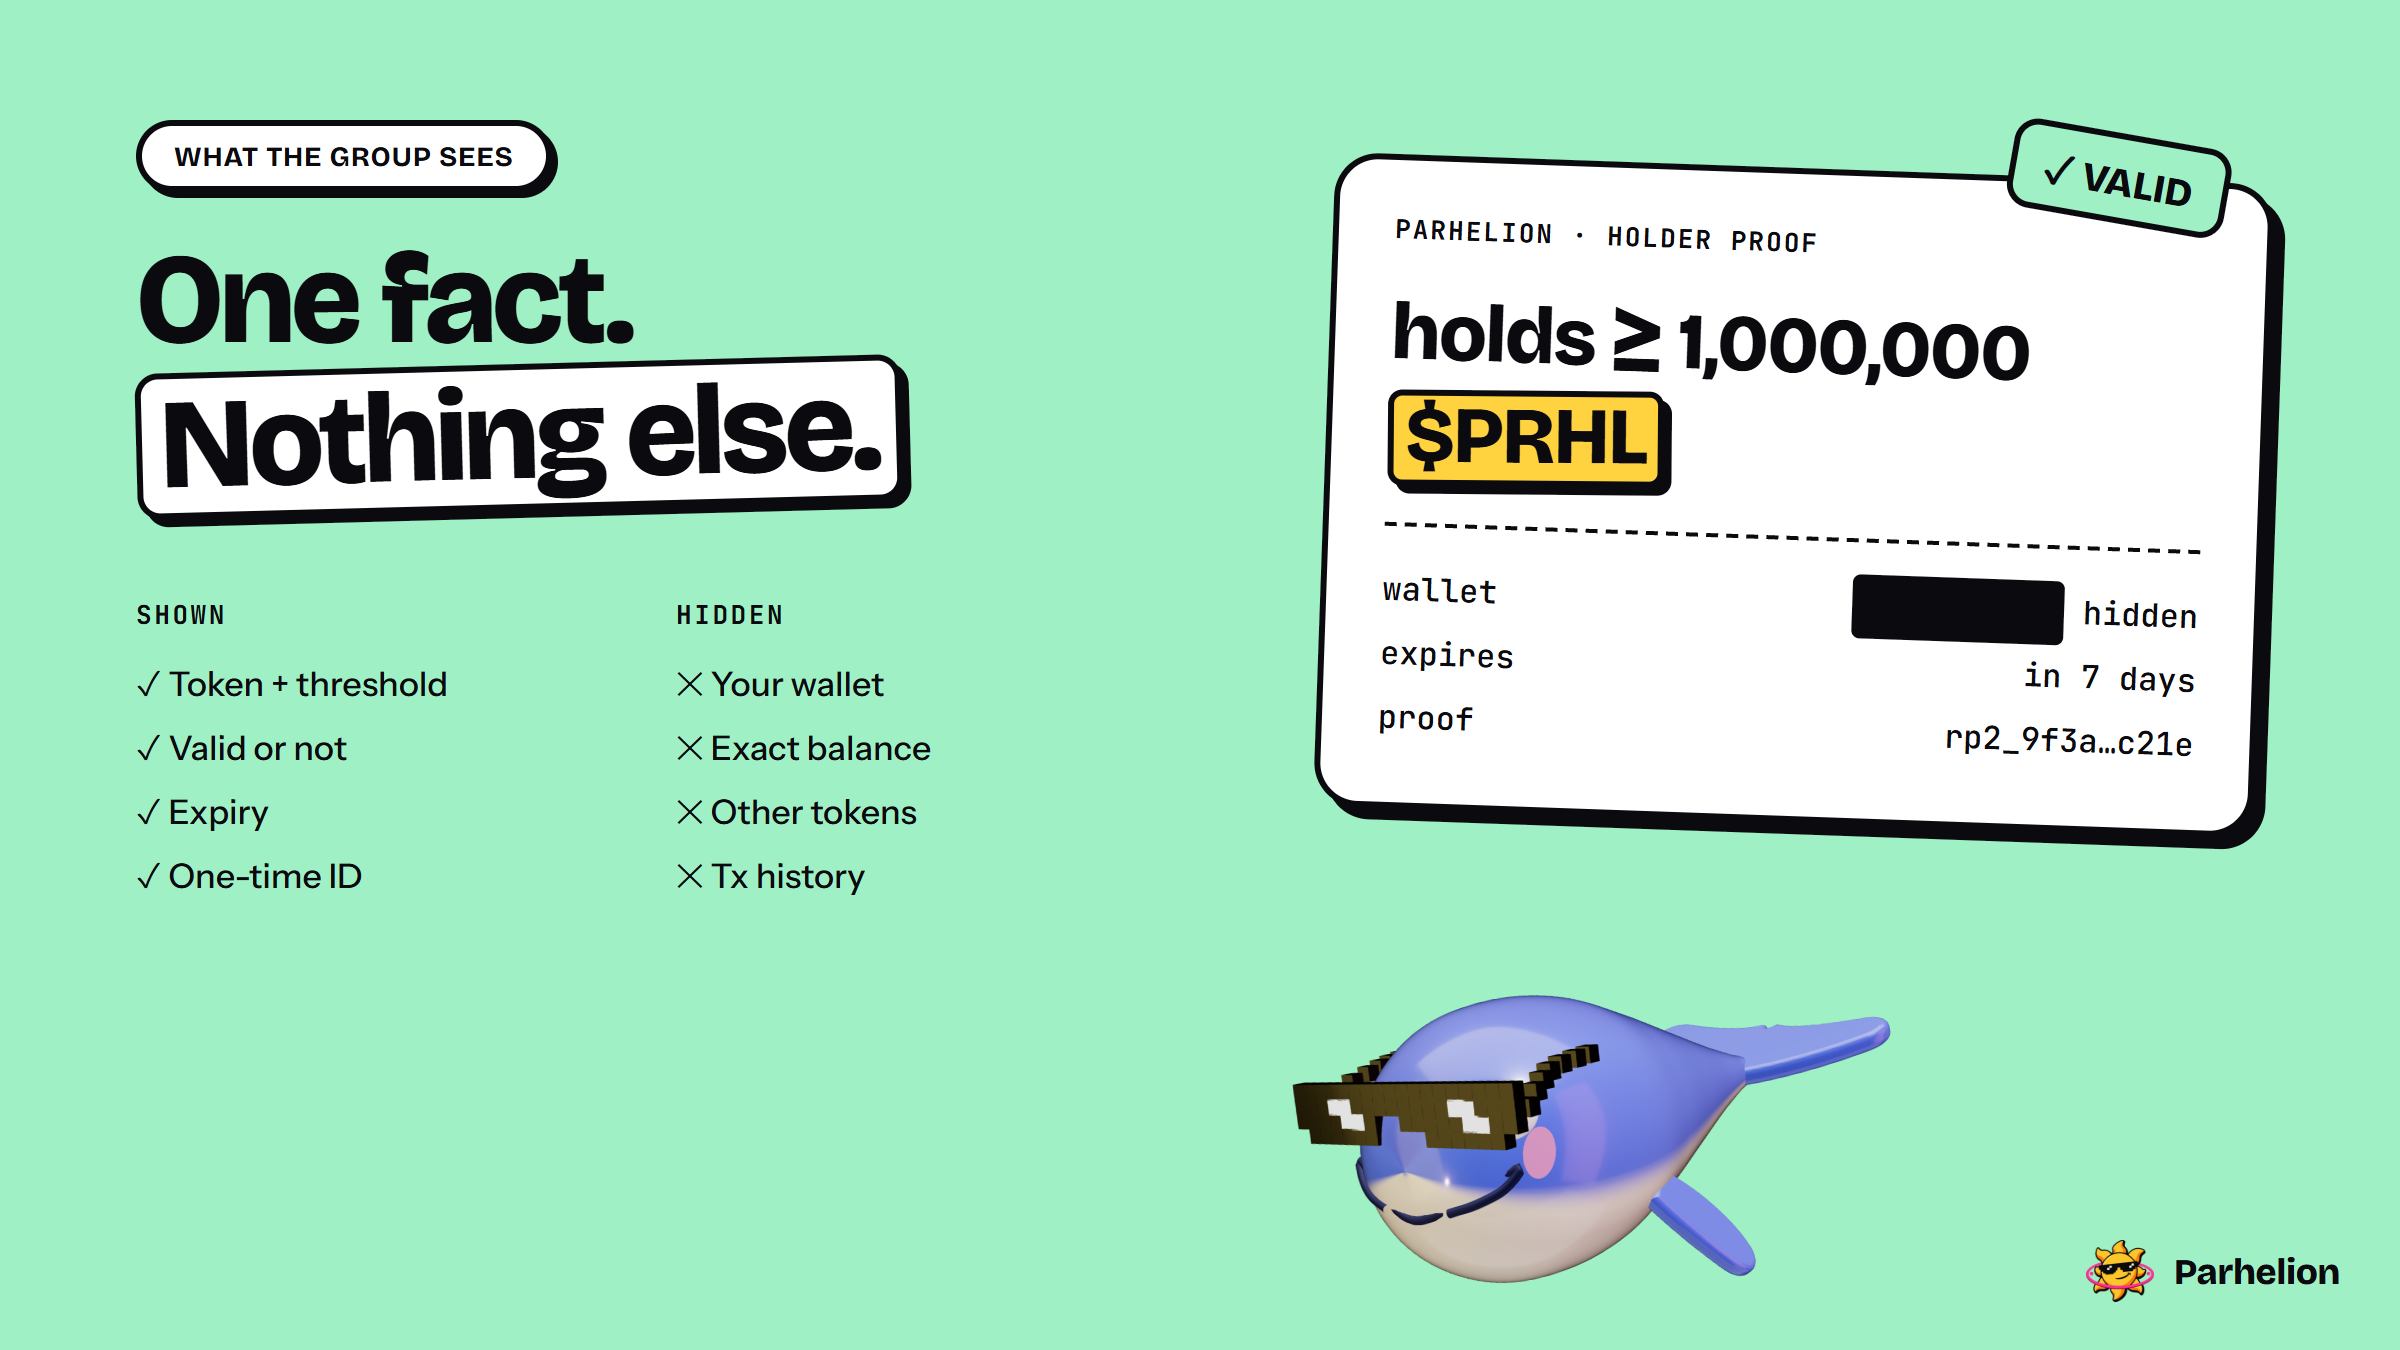 WHAT THE GROUP SEES
One fact.
Nothing else.
SHOWN
✓ Token + threshold
✓ Valid or not
✓ Expiry
✓ One-time ID
HIDDEN
✕ Your wallet
✕ Exact balance
✕ Other tokens
✕ Tx history
✓ VALID
PARHELION · HOLDER PROOF
holds ≥ 1,000,000
$PRHL
wallet hidden
expires in 7 days
proof rp2_9f3a…c21e
Parhelion